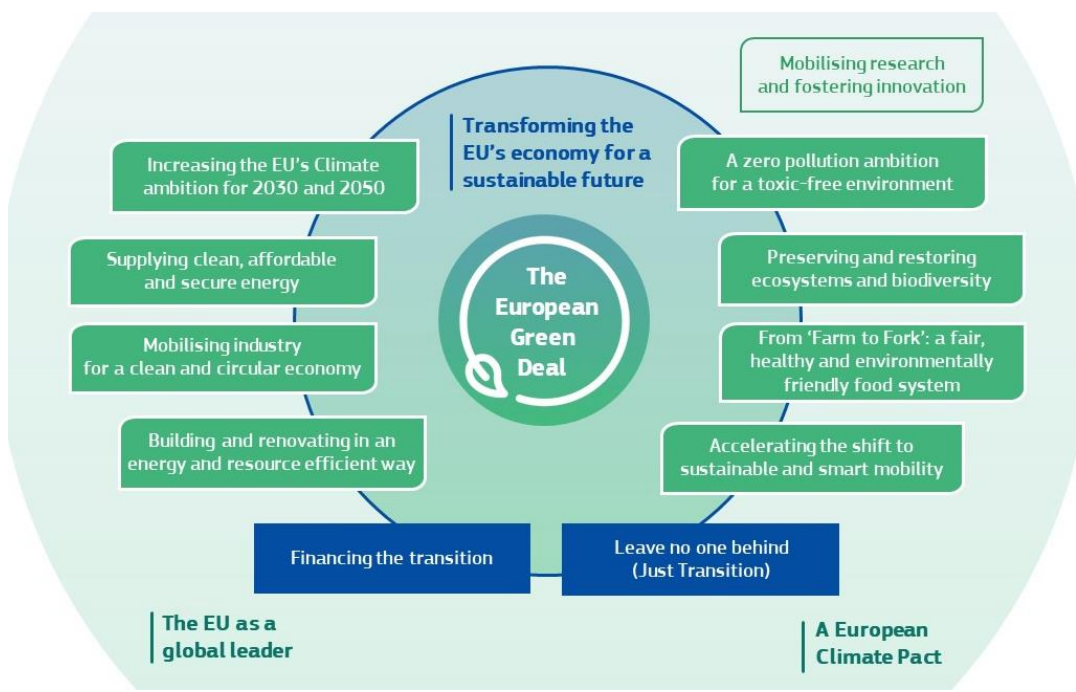 Mobilising research
and fostering innovation
Transforming the
EU's economy for a
sustainable future
Increasing the EU’s Climate
ambition for 2030 and 2050
A zero pollution ambition
for a toxic-free environment
Supplying clean, affordable
and secure energy
The
European
Green
Deal
Preserving and restoring
ecosystems and biodiversity
Mobilising industry
for a clean and circular economy
From ‘Farm to Fork’: a fair,
healthy and environmentally
friendly food system
Building and renovating in an
energy and resource efficient way
Accelerating the shift to
sustainable and smart mobility
Financing the transition
Leave no one behind
(Just Transition)
The EU as a
global leader
A European
Climate Pact